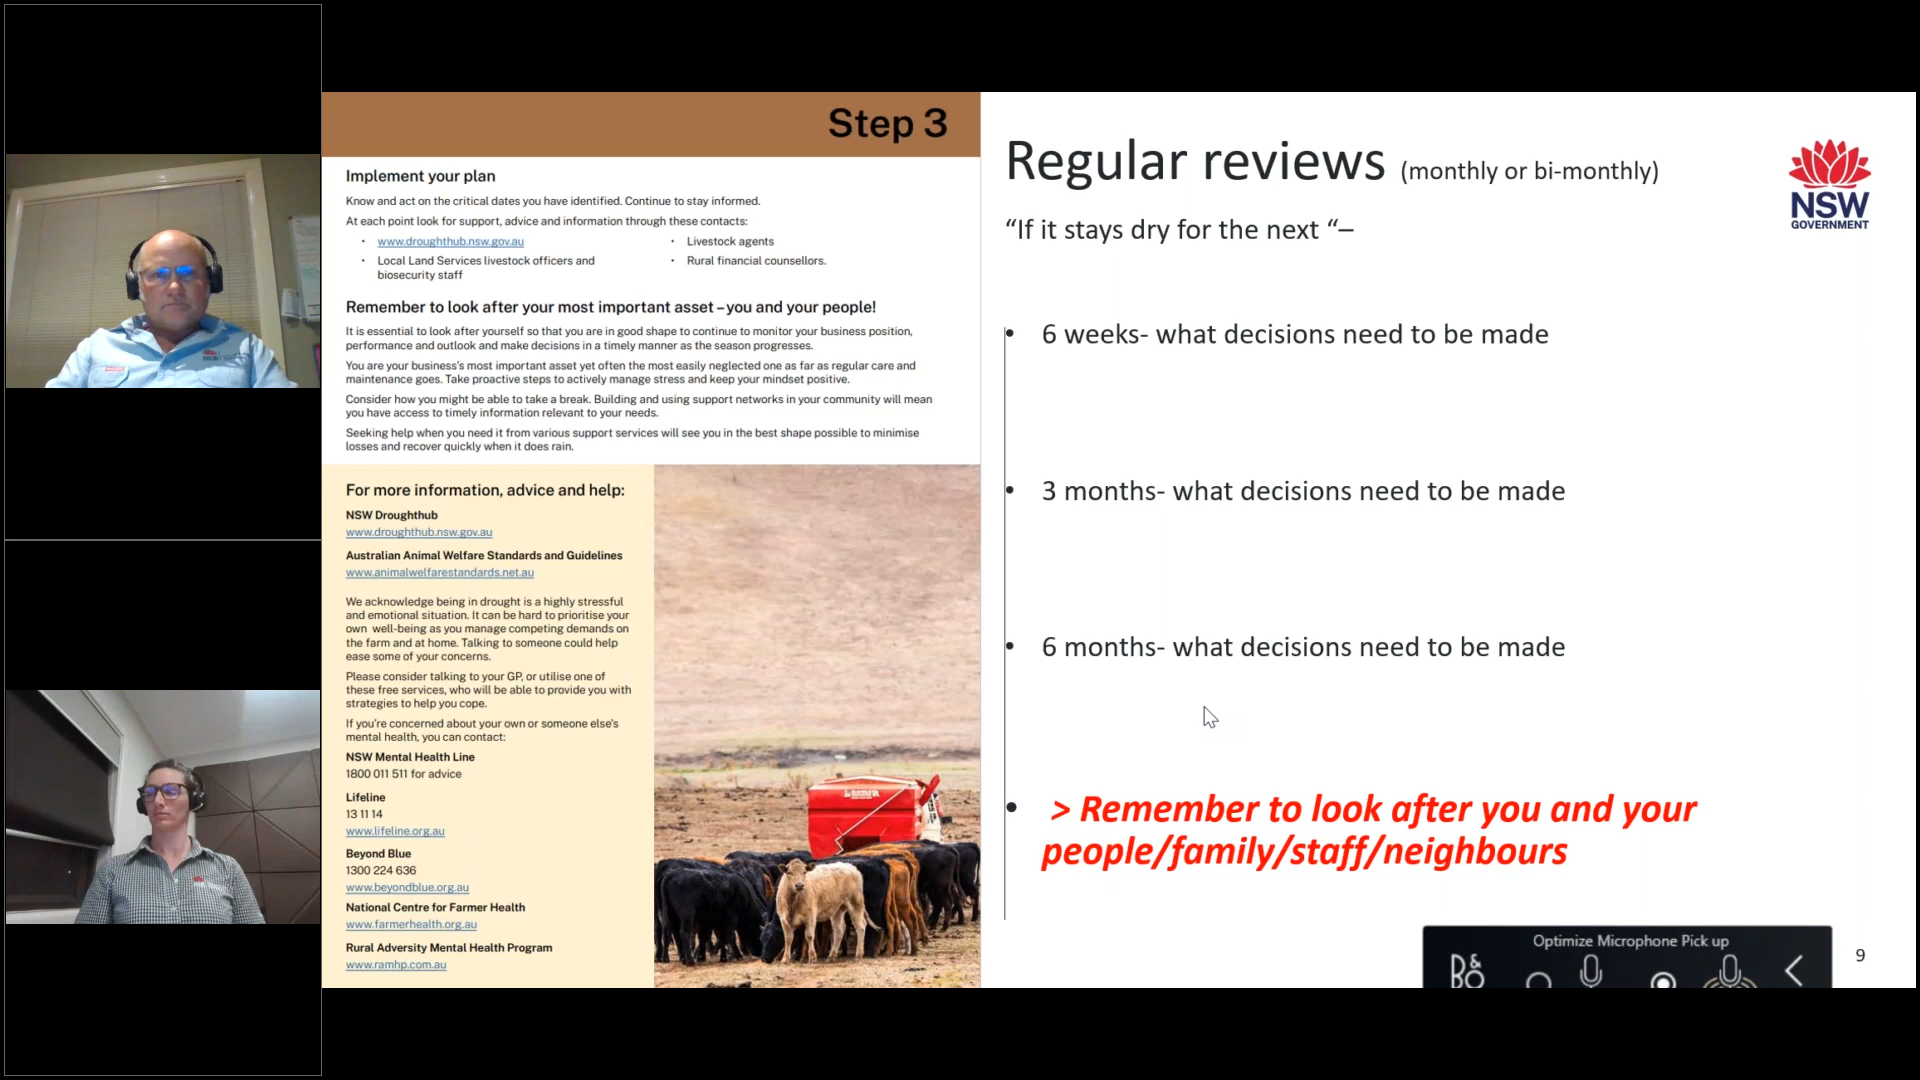 Step 3
Implement your plan
Know and act on the critical dates you have identified. Continue to stay informed.
At each point look for support, advice and information through these contacts:
• www.droughthub.nsw.gov.au
• Local Land Services livestock officers and
biosecurity staff
• Livestock agents
• Rural financial counsellors.
Remember to look after your most important asset – you and your people!
It is essential to look after yourself so that you are in good shape to continue to monitor your business position,
performance and outlook and make decisions in a timely manner as the season progresses.
You are your business's most important asset yet often the most easily neglected one as far as regular care and
maintenance goes. Take proactive steps to actively manage stress and keep your mindset positive.
Consider how you might be able to take a break. Building and using support networks in your community will mean
you have access to timely information relevant to your needs.
Seeking help when you need it from various support services will see you in the best shape possible to minimise
losses and recover quickly when it does rain.
For more information, advice and help:
NSW Droughthub
www.droughthub.nsw.gov.au
Australian Animal Welfare Standards and Guidelines
www.animalwelfarestandards.net.au
We acknowledge being in drought is a highly stressful
and emotional situation. It can be hard to prioritise your
own well-being as you manage competing demands on
the farm and at home. Talking to someone could help
ease some of your concerns.
Please consider talking to your GP, or utilise one of
these free services, who will be able to provide you with
strategies to help you cope.
If you're concerned about your own or someone else's
mental health, you can contact:
NSW Mental Health Line
1800 011 511 for advice
Lifeline
13 11 14
www.lifeline.org.au
Beyond Blue
1300 224 636
www.beyondblue.org.au
National Centre for Farmer Health
www.farmerhealth.org.au
Rural Adversity Mental Health Program
www.ramhp.com.au
Regular reviews (monthly or bi-monthly)
NSW
GOVERNMENT
“If it stays dry for the next “–
• 6 weeks- what decisions need to be made
• 3 months- what decisions need to be made
• 6 months- what decisions need to be made
• > Remember to look after you and your
people/family/staff/neighbours
Optimize Microphone Pick up
B&O
9